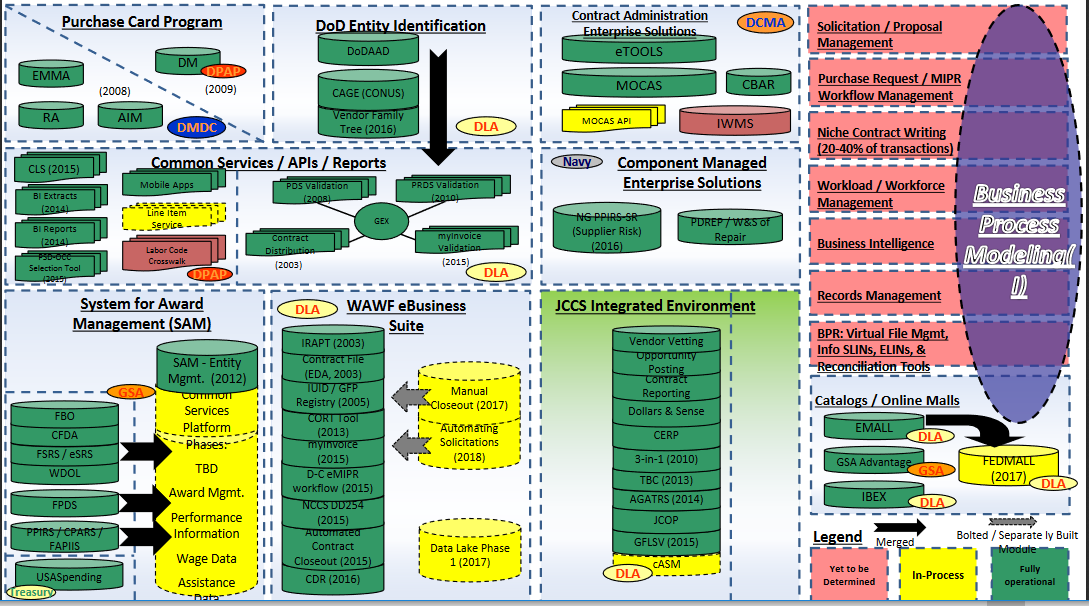 Purchase Card Program
EMMA
DM
DPAP
(2008)
(2009)
RA
AIM
DMDC
DoD Entity Identification
DoDAAD
CAGE (CONUS)
Vendor Family
Tree (2016)
DLA
Contract Administration
Enterprise Solutions
DCMA
eTOOLS
MOCAS
CBAR
MOCAS API
IWMS
Common Services / APIs / Reports
CLS (2015)
BI Extracts
(2014)
BI Reports
(2014)
PSD-OCC
Selection Tool
(2015)
Mobile Apps
Line Item
Service
Labor Code
Crosswalk
DPAP
PDS Validation
(2008)
PRDS Validation
(2010)
GEX
Contract
Distribution
(2003)
myInvoice
Validation
(2015)
DLA
Navy
Component Managed
Enterprise Solutions
NG PPIRS-SR
(Supplier Risk)
(2016)
PDREP / W&S of
Repair
System for Award
Management (SAM)
SAM - Entity
Mgmt. (2012)
GSA
Common
Services
Platform
Phases:
TBD
Award Mgmt.
Performance
Information
Wage Data
Assistance
Data
FBO
CFDA
FSRS / eSRS
WDOL
FPDS
PPIRS / CPARS /
FAPIIS
USASpending
Treasury
DLA
WAWF eBusiness
Suite
IRAPT (2003)
Contract File
(EDA, 2003)
IUID / GFP
Registry (2005)
CORT Tool
(2013)
myInvoice
(2015)
D-C eMIPR
workflow (2015)
NCCS DD254
(2015)
Automated
Contract
Closeout (2015)
CDR (2016)
Manual
Closeout (2017)
Automating
Solicitations
(2018)
Data Lake Phase
1 (2017)
JCCS Integrated Environment
Vendor Vetting
Opportunity
Posting
Contract
Reporting
Dollars & Sense
CERP
3-in-1 (2010)
TBC (2013)
AGATRS (2014)
JCOP
GFLSV (2015)
cASM
DLA
Solicitation / Proposal
Management
Purchase Request / MIPR
Workflow Management
Niche Contract Writing
(20-40% of transactions)
Workload / Workforce
Management
Business Intelligence
Records Management
BPR: Virtual File Mgmt,
Info SLINs, ELINs, &
Reconciliation Tools
Business
Process
Modeling(
I)
Catalogs / Online Malls
EMALL
DLA
GSA Advantage
GSA
IBEX
DLA
FEDMALL
(2017)
DLA
Legend
Merged
Bolted / Separate ly Built
Module
Yet to be
Determined
In-Process
Fully
operational